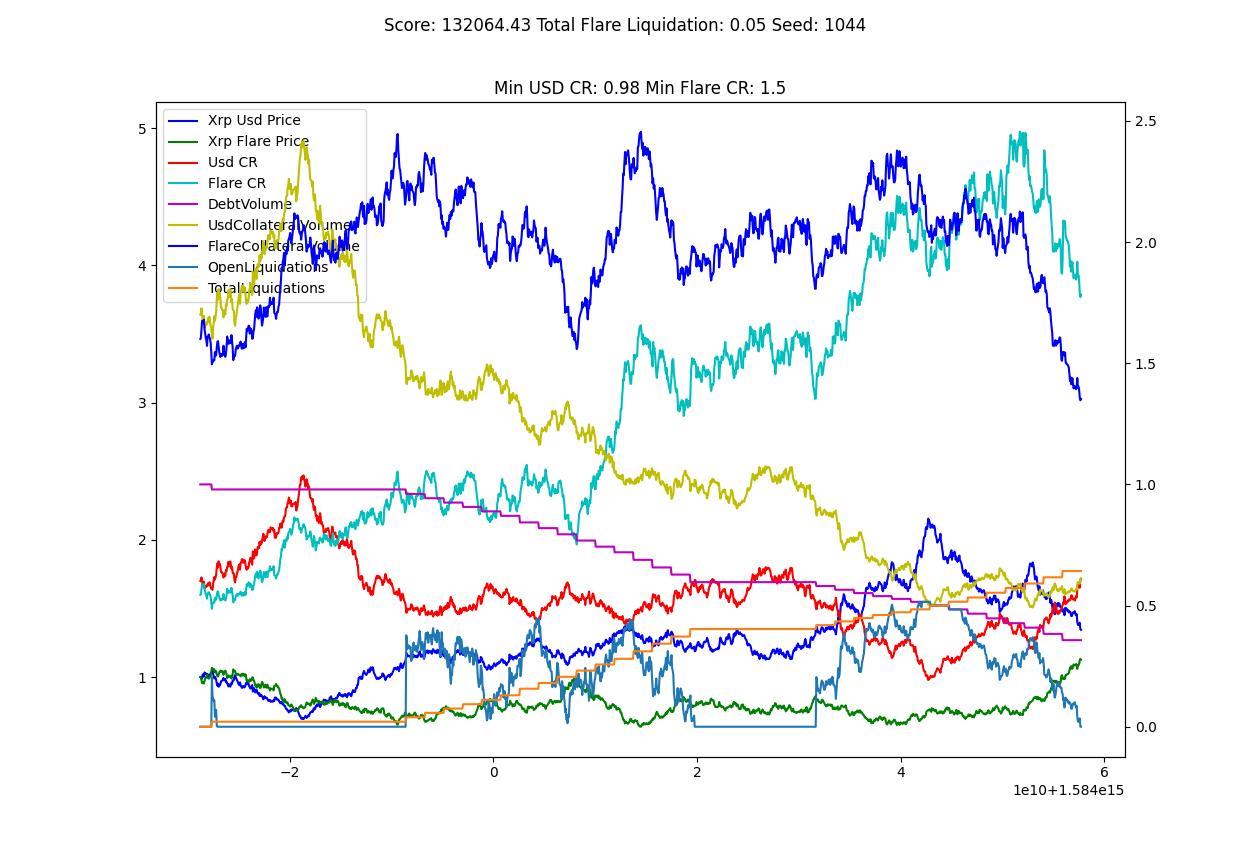 Score: 132064.43 Total Flare Liquidation: 0.05 Seed: 1044
Min USD CR: 0.98 Min Flare CR: 1.5
Xrp Usd Price
Xrp Flare Price
Usd CR
Flare CR
DebtVolume
UsdCollateralVolume
FlareCollateralVolume
OpenLiquidations
TotalLiquidations
5
4
3
2
1
2.5
2.0
1.5
1.0
0.5
0.0
−2
0
2
4
6
1e10+1.584e15